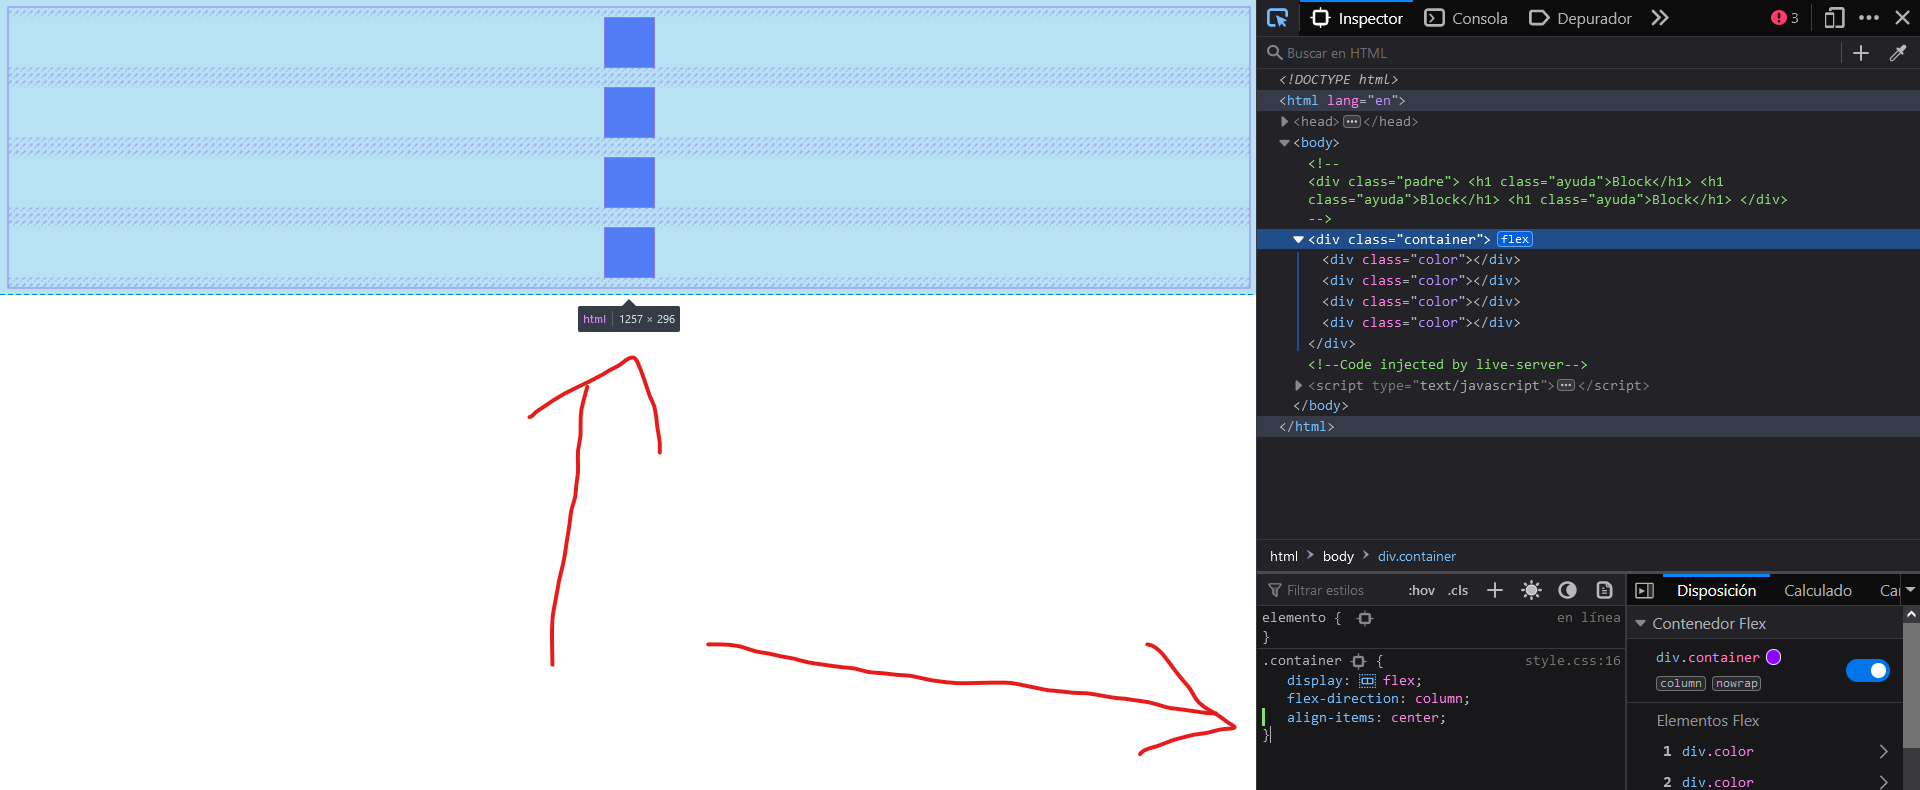 html 1257 × 296
Inspector Consola Depurador 3
Buscar en HTML
<!DOCTYPE html>
<html lang="en">
<head> </head>
<body>
<!--
<div class="padre"> <h1 class="ayuda">Block</h1> <h1
class="ayuda">Block</h1> <h1 class="ayuda">Block</h1> </div>
-->
<div class="container"> flex
<div class="color"></div>
<div class="color"></div>
<div class="color"></div>
<div class="color"></div>
</div>
<!--Code injected by live-server-->
<script type="text/javascript"> </script>
</body>
</html>
html body div.container
Filtrar estilos :hov .cls +
elemento { en línea
}
.container { style.css:16
display: flex;
flex-direction: column;
align-items: center;
}
Disposición Calculado
Contenedor Flex
div.container
column nowrap
Elementos Flex
1 div.color
2 div.color